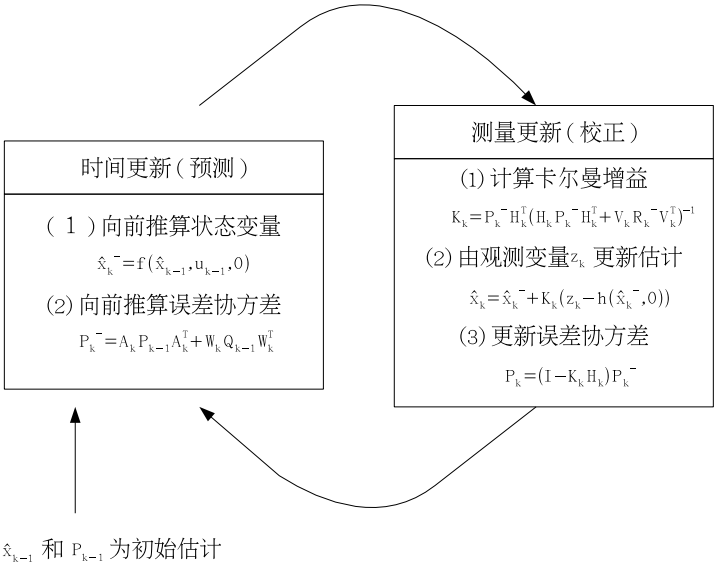 时间更新(预测)
(1)向前推算状态变量
x̂ₖ⁻=f(x̂ₖ₋₁,uₖ₋₁,0)
(2)向前推算误差协方差
Pₖ⁻=AₖPₖ₋₁Aₖᵀ+WₖQₖ₋₁Wₖᵀ
测量更新(校正)
(1)计算卡尔曼增益
Kₖ=Pₖ⁻Hₖᵀ(HₖPₖ⁻Hₖᵀ+VₖRₖ⁻Vₖᵀ)⁻¹
(2)由观测变量zₖ更新估计
x̂ₖ=x̂ₖ⁻+Kₖ(zₖ−h(x̂ₖ⁻,0))
(3)更新误差协方差
Pₖ=(I−KₖHₖ)Pₖ⁻
x̂ₖ₋₁ 和 Pₖ₋₁ 为初始估计